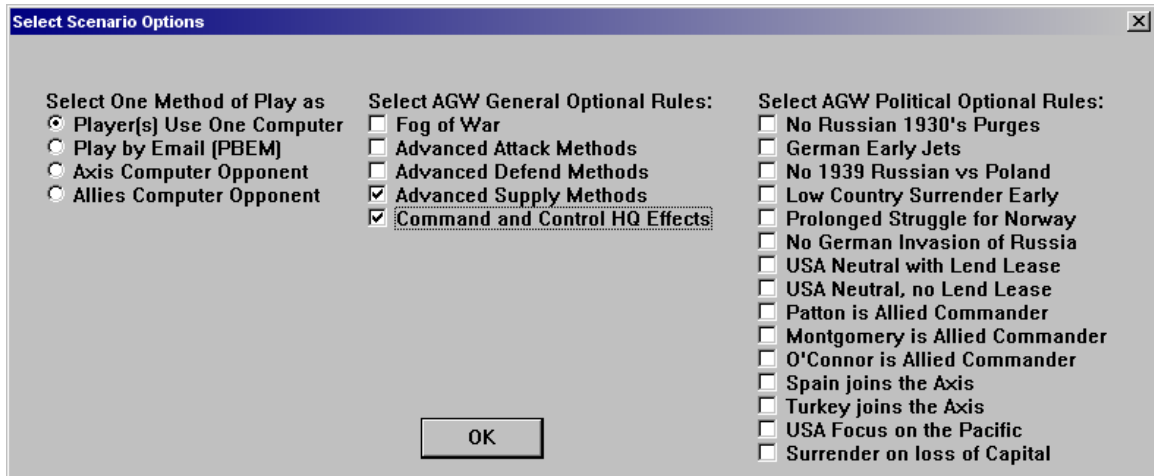 Select Scenario Options
Select One Method of Play as
Player(s) Use One Computer
Play by Email (PBEM)
Axis Computer Opponent
Allies Computer Opponent
Select AGW General Optional Rules:
Fog of War
Advanced Attack Methods
Advanced Defend Methods
Advanced Supply Methods
Command and Control HQ Effects
Select AGW Political Optional Rules:
No Russian 1930's Purges
German Early Jets
No 1939 Russian vs Poland
Low Country Surrender Early
Prolonged Struggle for Norway
No German Invasion of Russia
USA Neutral with Lend Lease
USA Neutral, no Lend Lease
Patton is Allied Commander
Montgomery is Allied Commander
O'Connor is Allied Commander
Spain joins the Axis
Turkey joins the Axis
USA Focus on the Pacific
Surrender on loss of Capital
OK